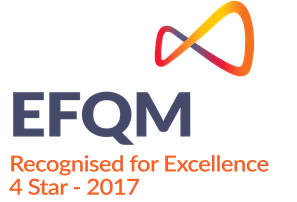 EFQM
Recognised for Excellence
4 Star - 2017